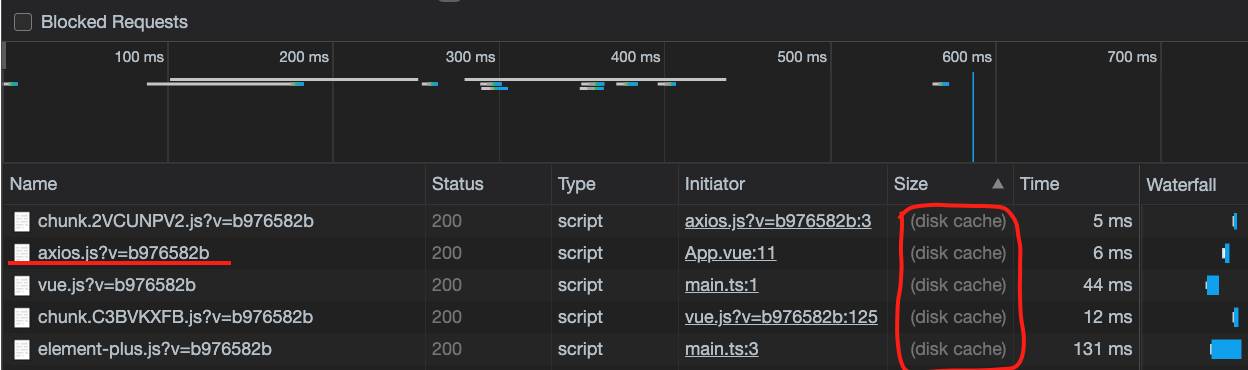 Blocked Requests
100 ms 200 ms 300 ms 400 ms 500 ms 600 ms 700 ms
Name Status Type Initiator Size ▲ Time Waterfall
chunk.2VCUNPV2.js?v=b976582b 200 script axios.js?v=b976582b:3 (disk cache) 5 ms
axios.js?v=b976582b 200 script App.vue:11 (disk cache) 6 ms
vue.js?v=b976582b 200 script main.ts:1 (disk cache) 44 ms
chunk.C3BVKXFB.js?v=b976582b 200 script vue.js?v=b976582b:125 (disk cache) 12 ms
element-plus.js?v=b976582b 200 script main.ts:3 (disk cache) 131 ms